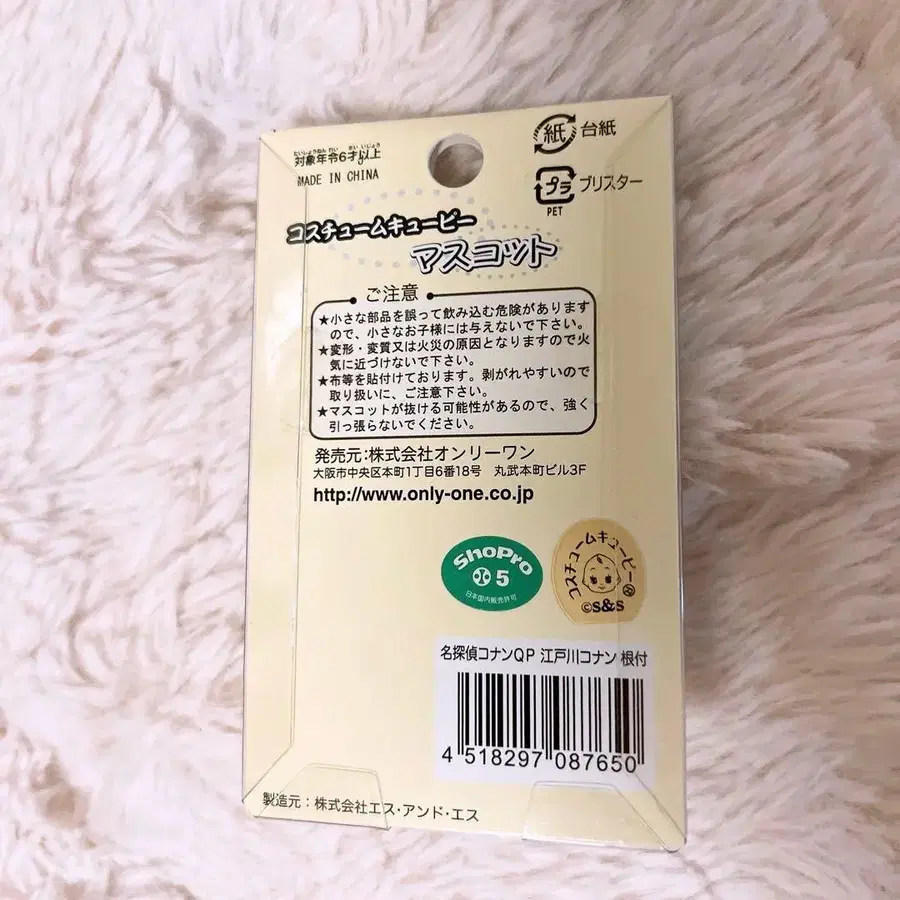 たいしょうねんれい さいいじょう
対象年令6才以上
MADE IN CHINA
紙 台紙
プラ ブリスター
PET
コスチュームキューピー
マスコット
ご注意
★小さな部品を誤って飲み込む危険があります
ので、小さなお子様には与えないで下さい。
★変形・変質又は火災の原因となりますので火
気に近づけないで下さい。
★布等を貼付けております。剥がれやすいので
取り扱いに、ご注意下さい。
★マスコットが抜ける可能性があるので、強く
引っ張らないでください。
発売元:株式会社オンリーワン
大阪市中央区本町1丁目6番18号 丸武本町ビル3F
http://www.only-one.co.jp
ShoPro
5
日本国内販売許可
コスチュームキューピー®
©S&S
名探偵コナンQP 江戸川コナン 根付
4 518297 087650
製造元:株式会社エス・アンド・エス